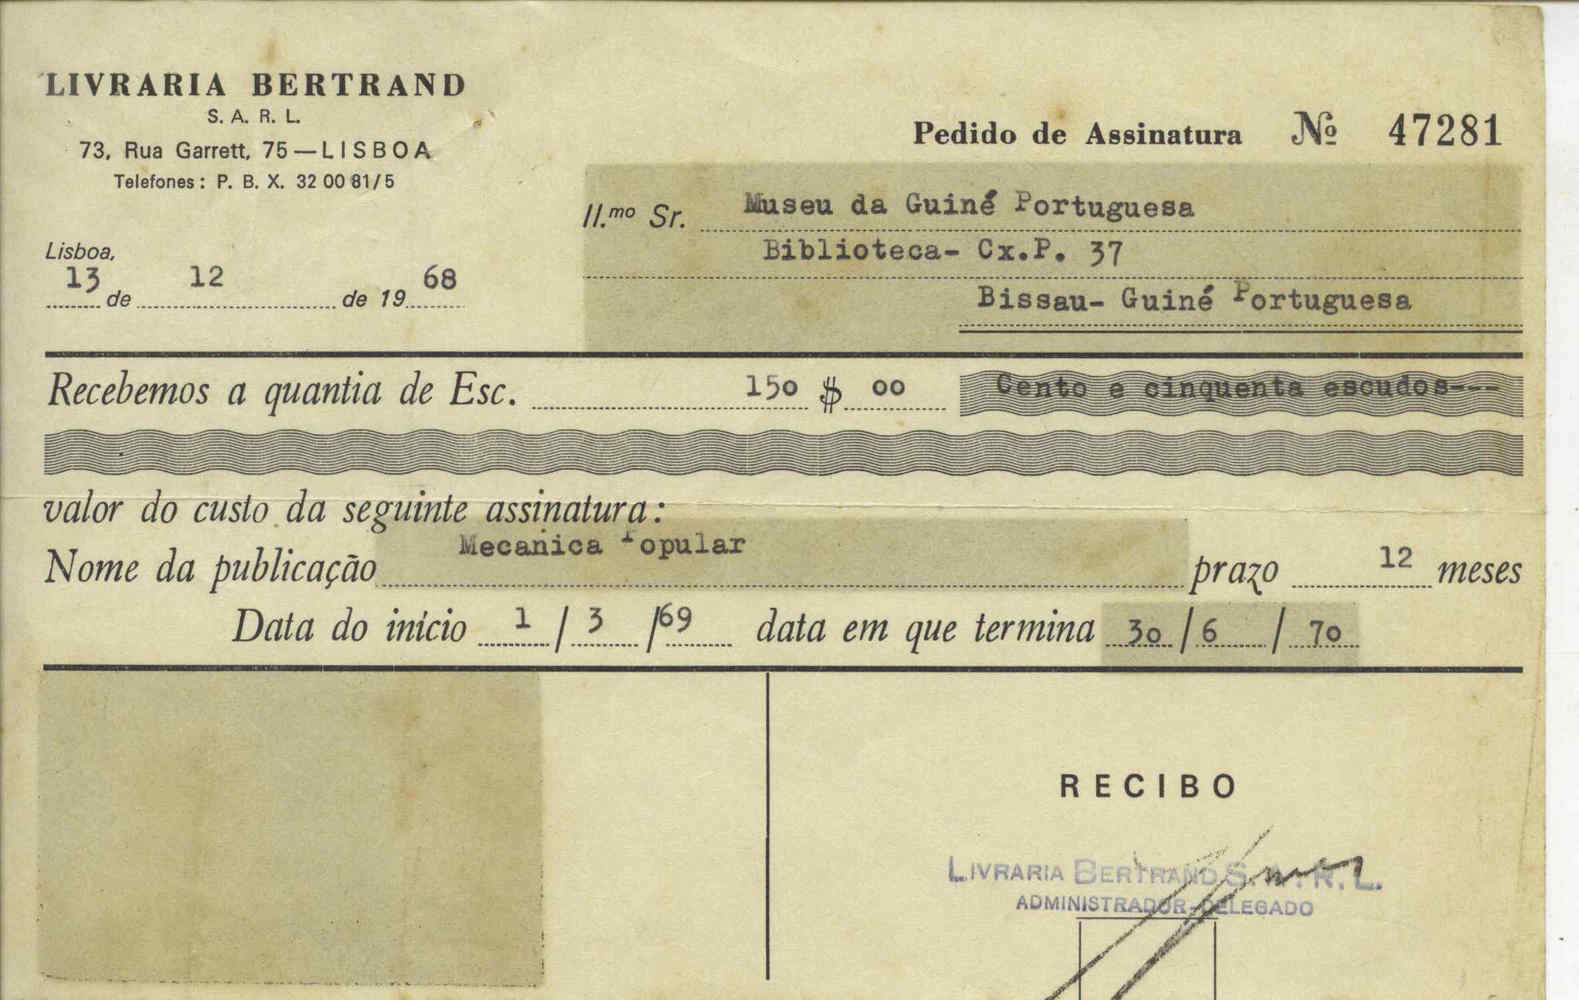 LIVRARIA BERTRAND
S. A. R. L.
73, Rua Garrett, 75 — LISBOA
Telefones: P. B. X. 32 00 81/5
Pedido de Assinatura Nº 47281
Il.mo Sr. Museu da Guiné Portuguesa
Biblioteca- Cx.P. 37
Bissau- Guiné Portuguesa
Lisboa,
13 de 12 de 1968
Recebemos a quantia de Esc. 150 $ 00 Cento e cinquenta escudos---
valor do custo da seguinte assinatura:
Nome da publicação Mecanica Popular prazo 12 meses
Data do início 1 / 3 / 69 data em que termina 30 / 6 / 70
RECIBO
LIVRARIA BERTRAND S. A. R. L.
ADMINISTRADOR-DELEGADO